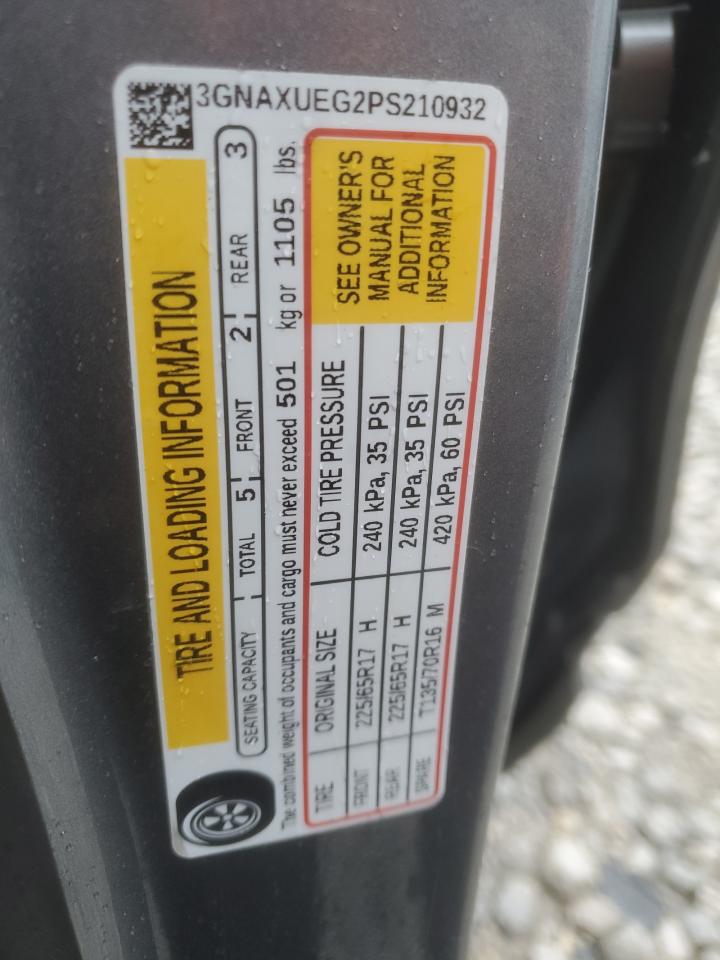 3GNAXUEG2PS210932
TIRE AND LOADING INFORMATION
SEATING CAPACITY TOTAL 5 FRONT 2 REAR 3
The combined weight of occupants and cargo must never exceed 501 kg or 1105 lbs.
TIRE ORIGINAL SIZE COLD TIRE PRESSURE
FRONT 225/65R17 H 240 kPa, 35 PSI
REAR 225/65R17 H 240 kPa, 35 PSI
SPARE T135/70R16 M 420 kPa, 60 PSI
SEE OWNER'S
MANUAL FOR
ADDITIONAL
INFORMATION